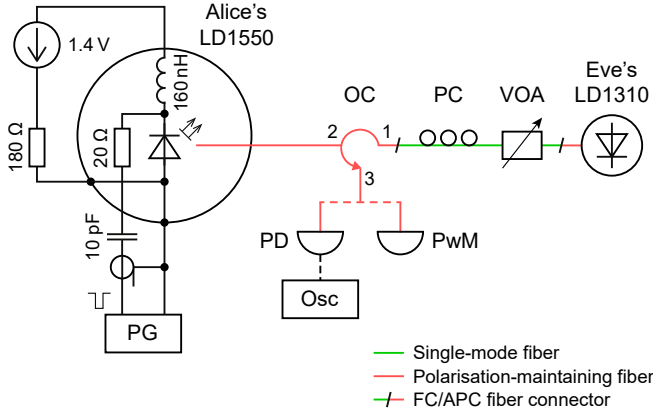 Alice's
LD1550
1.4 V
160 nH
180 Ω
20 Ω
10 pF
PG
OC
PC
VOA
Eve's
LD1310
2
1
3
PD
PwM
Osc
Single-mode fiber
Polarisation-maintaining fiber
FC/APC fiber connector